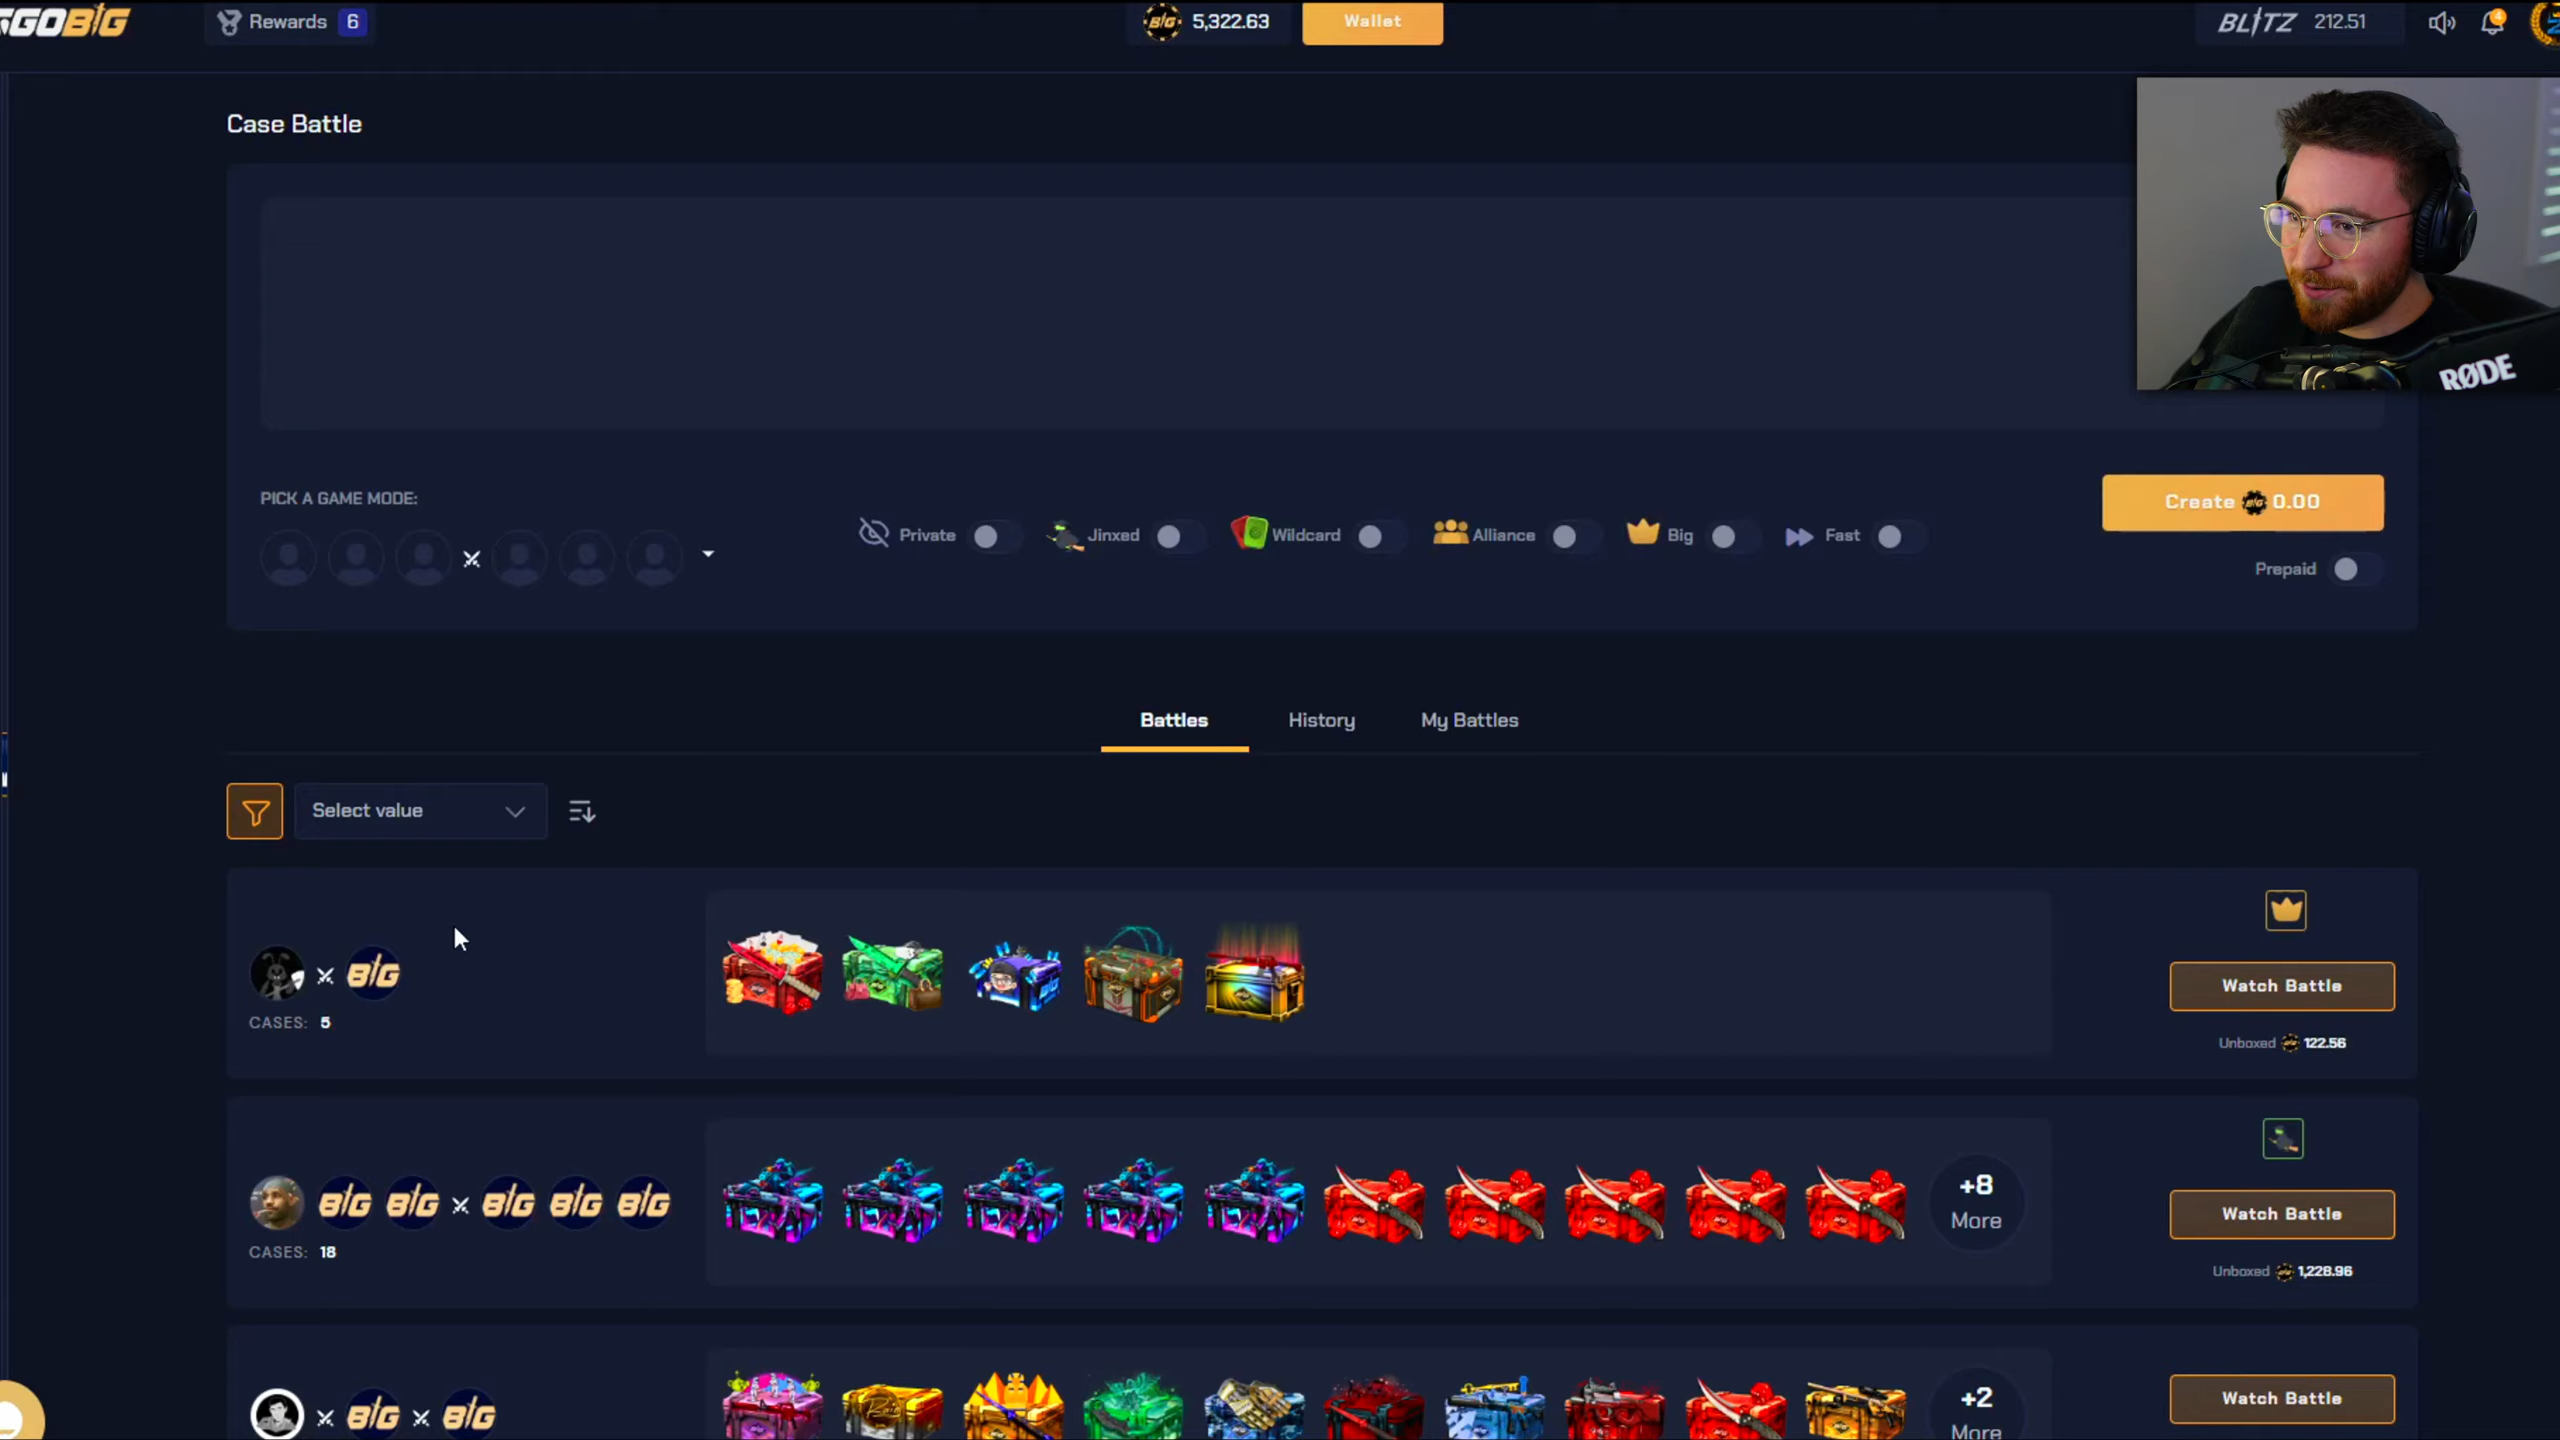 GOBIG
Rewards 6
BIG 5,322.63
Wallet
BLITZ 212.51
4
Case Battle
RØDE
PICK A GAME MODE:
Private
Jinxed
Wildcard
Alliance
Big
Fast
Create 0.00
Prepaid
Battles
History
My Battles
Select value
BIG
CASES: 5
Watch Battle
Unboxed 122.56
BIG BIG BIG BIG BIG
CASES: 18
+8
More
Watch Battle
Unboxed 1,228.96
BIG BIG
+2
More
Watch Battle